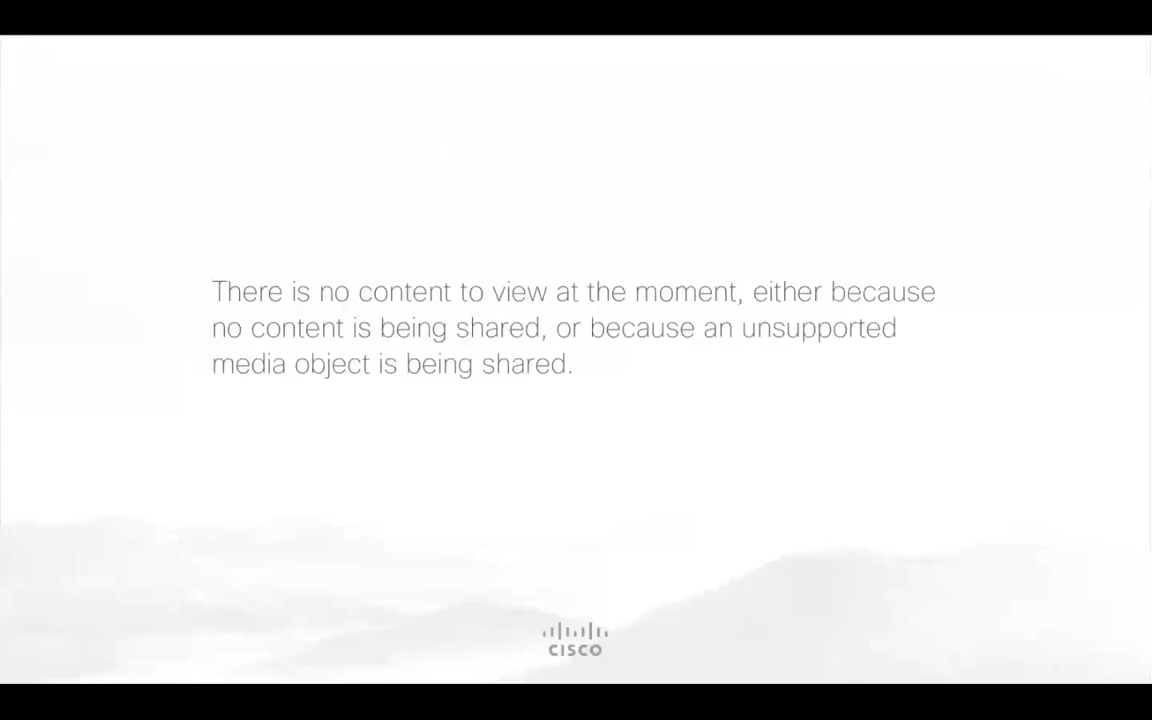 There is no content to view at the moment, either because
no content is being shared, or because an unsupported
media object is being shared.
CISCO